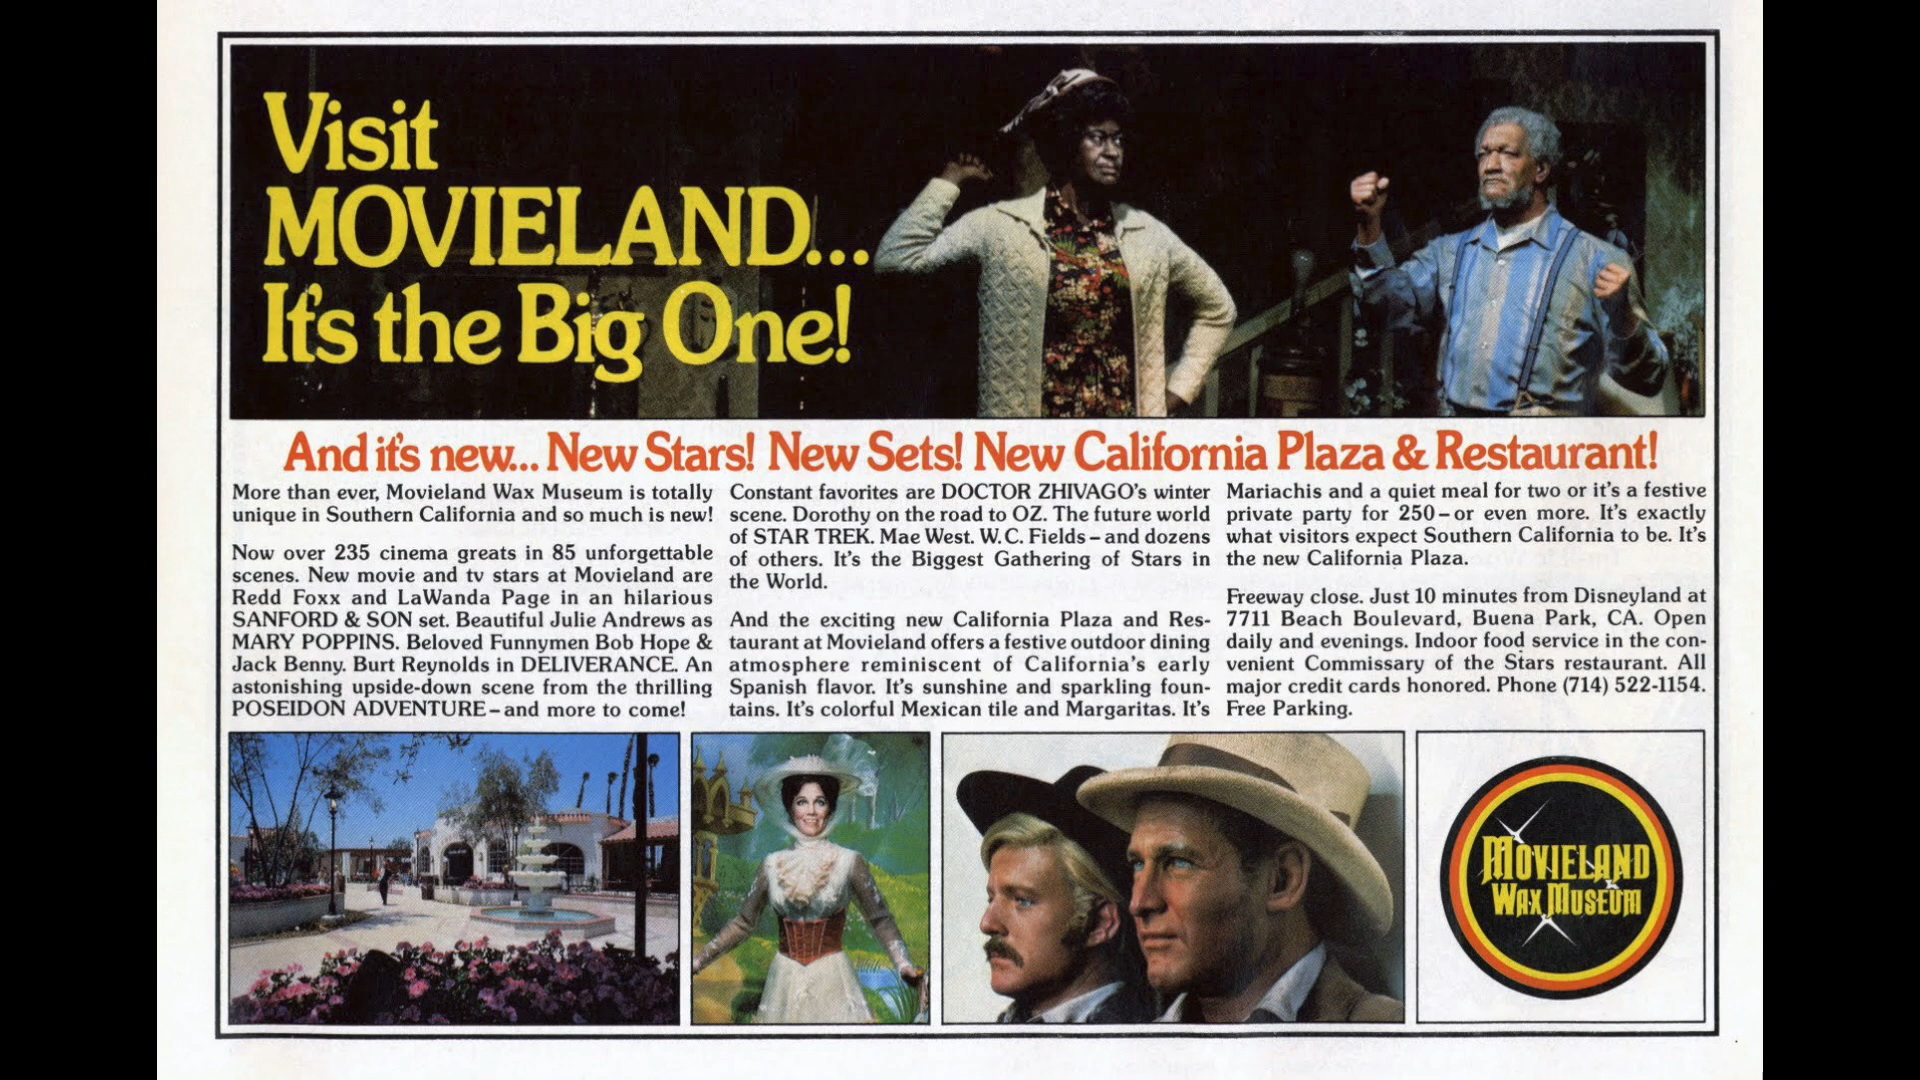 Visit
MOVIELAND...
It's the Big One!
And it's new... New Stars! New Sets! New California Plaza & Restaurant!
More than ever, Movieland Wax Museum is totally
unique in Southern California and so much is new!
Now over 235 cinema greats in 85 unforgettable
scenes. New movie and tv stars at Movieland are
Redd Foxx and LaWanda Page in an hilarious
SANFORD & SON set. Beautiful Julie Andrews as
MARY POPPINS. Beloved Funnymen Bob Hope &
Jack Benny. Burt Reynolds in DELIVERANCE. An
astonishing upside-down scene from the thrilling
POSEIDON ADVENTURE – and more to come!
Constant favorites are DOCTOR ZHIVAGO's winter
scene. Dorothy on the road to OZ. The future world
of STAR TREK. Mae West. W.C. Fields – and dozens
of others. It's the Biggest Gathering of Stars in
the World.
And the exciting new California Plaza and Res-
taurant at Movieland offers a festive outdoor dining
atmosphere reminiscent of California's early
Spanish flavor. It's sunshine and sparkling foun-
tains. It's colorful Mexican tile and Margaritas. It's
Mariachis and a quiet meal for two or it's a festive
private party for 250 – or even more. It's exactly
what visitors expect Southern California to be. It's
the new California Plaza.
Freeway close. Just 10 minutes from Disneyland at
7711 Beach Boulevard, Buena Park, CA. Open
daily and evenings. Indoor food service in the con-
venient Commissary of the Stars restaurant. All
major credit cards honored. Phone (714) 522-1154.
Free Parking.
MOVIELAND
WAX MUSEUM